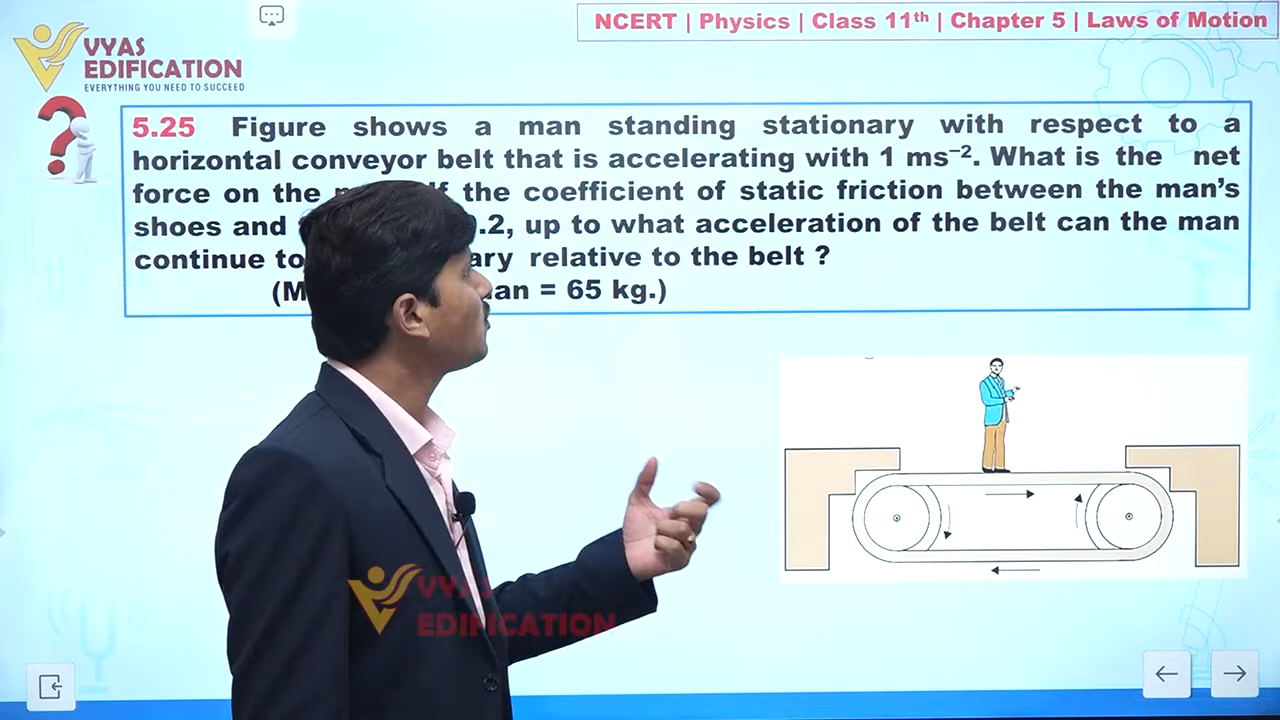 NCERT | Physics | Class 11th | Chapter 5 | Laws of Motion
VYAS
EDIFICATION
EVERYTHING YOU NEED TO SUCCEED
5.25 Figure shows a man standing stationary with respect to a
horizontal conveyor belt that is accelerating with 1 ms⁻². What is the net
force on the the coefficient of static friction between the man’s
shoes and .2, up to what acceleration of the belt can the man
continue to relative to the belt ?
= 65 kg.)
VYAS
EDIFICATION